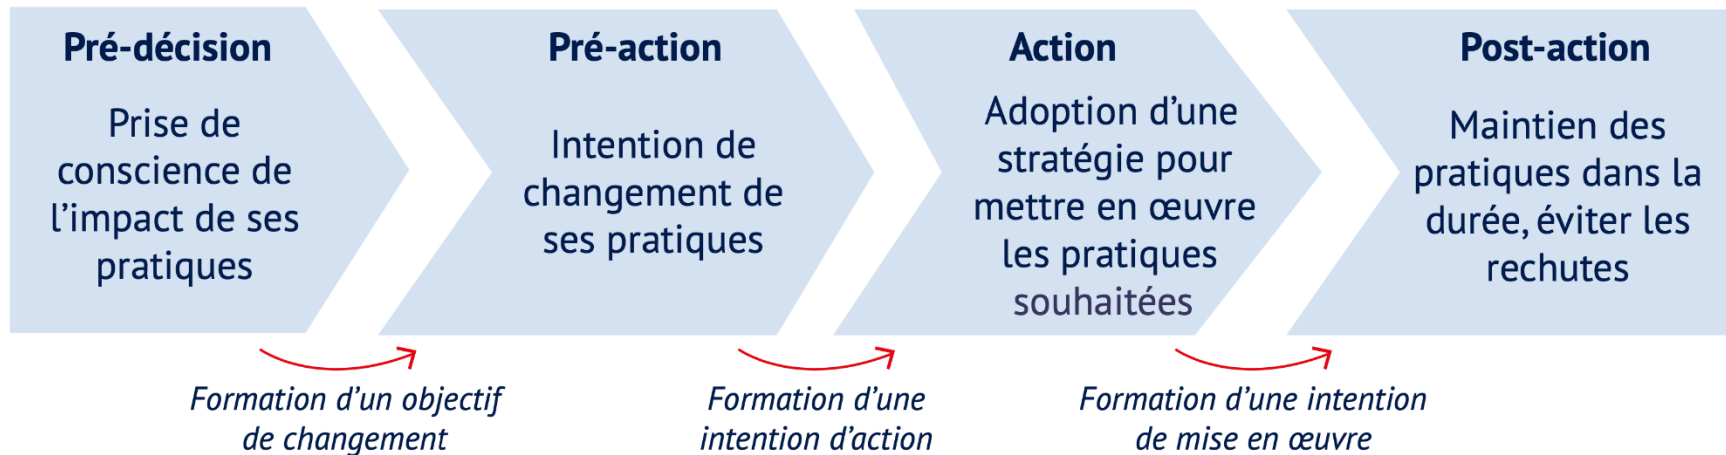 Pré-décision
Prise de
conscience de
l’impact de ses
pratiques
Pré-action
Intention de
changement de
ses pratiques
Action
Adoption d’une
stratégie pour
mettre en œuvre
les pratiques
souhaitées
Post-action
Maintien des
pratiques dans la
durée, éviter les
rechutes
Formation d’un objectif
de changement
Formation d’une
intention d’action
Formation d’une intention
de mise en œuvre